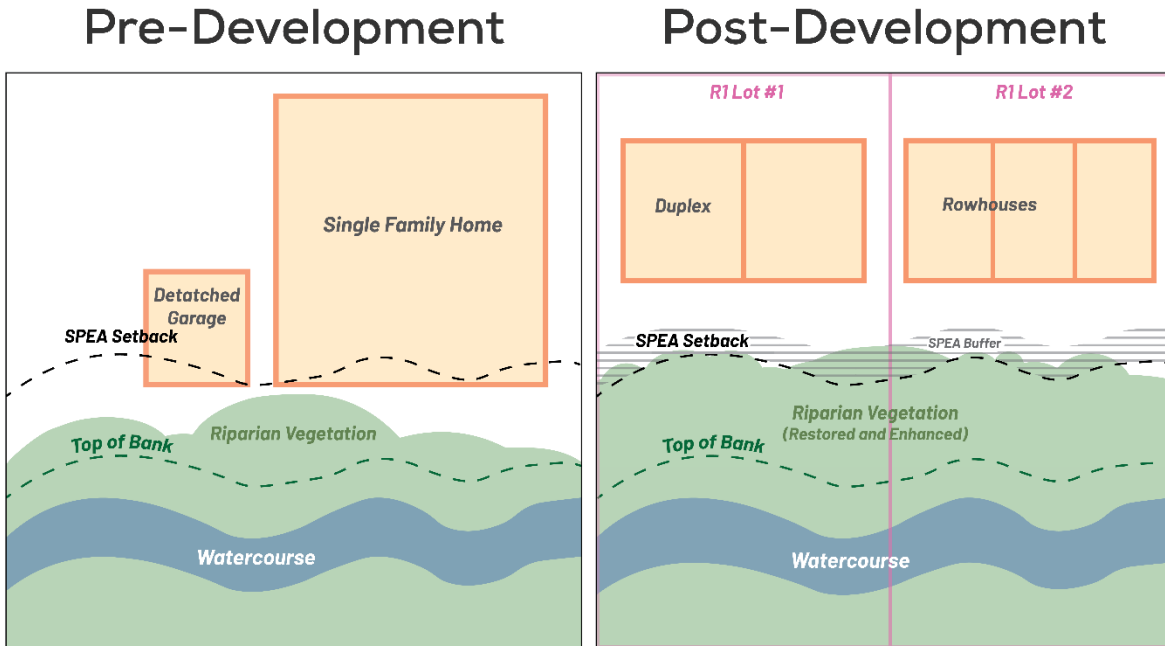 Pre-Development
Single Family Home
Detatched
Garage
SPEA Setback
Riparian Vegetation
Top of Bank
Watercourse
Post-Development
R1 Lot #1
R1 Lot #2
Duplex
Rowhouses
SPEA Setback
SPEA Buffer
Riparian Vegetation
(Restored and Enhanced)
Top of Bank
Watercourse